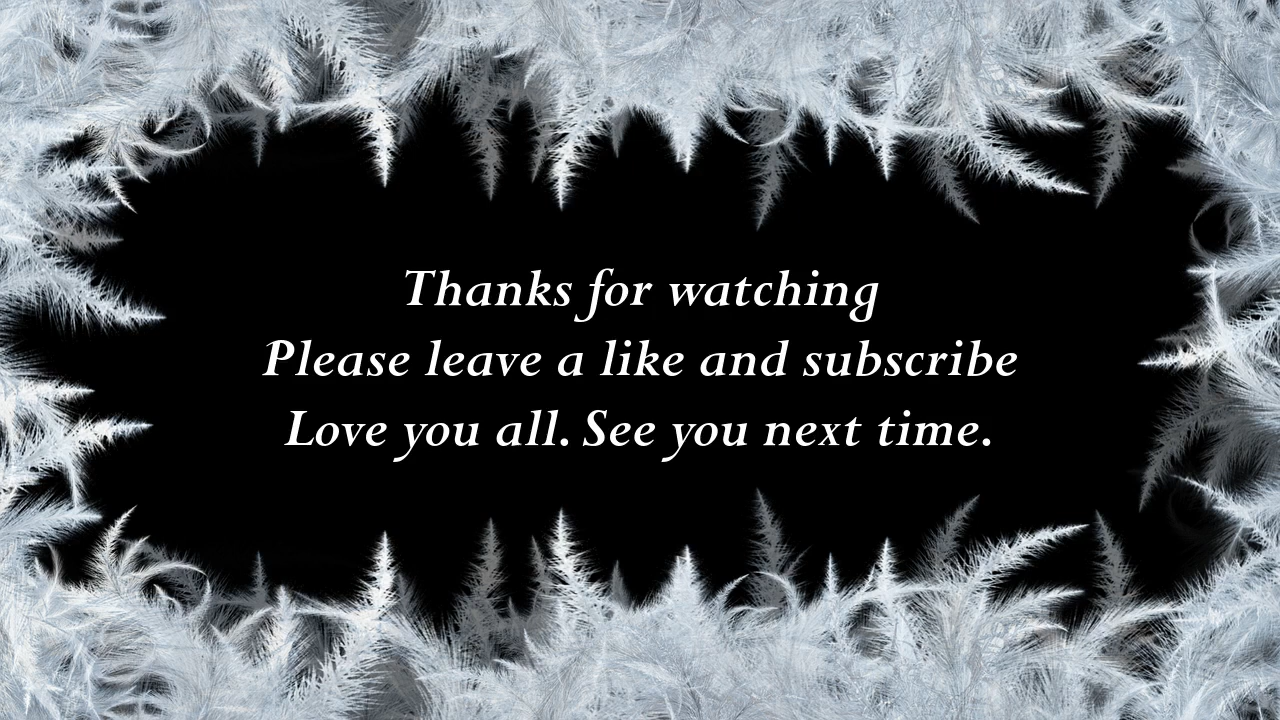 Thanks for watching
Please leave a like and subscribe
Love you all. See you next time.